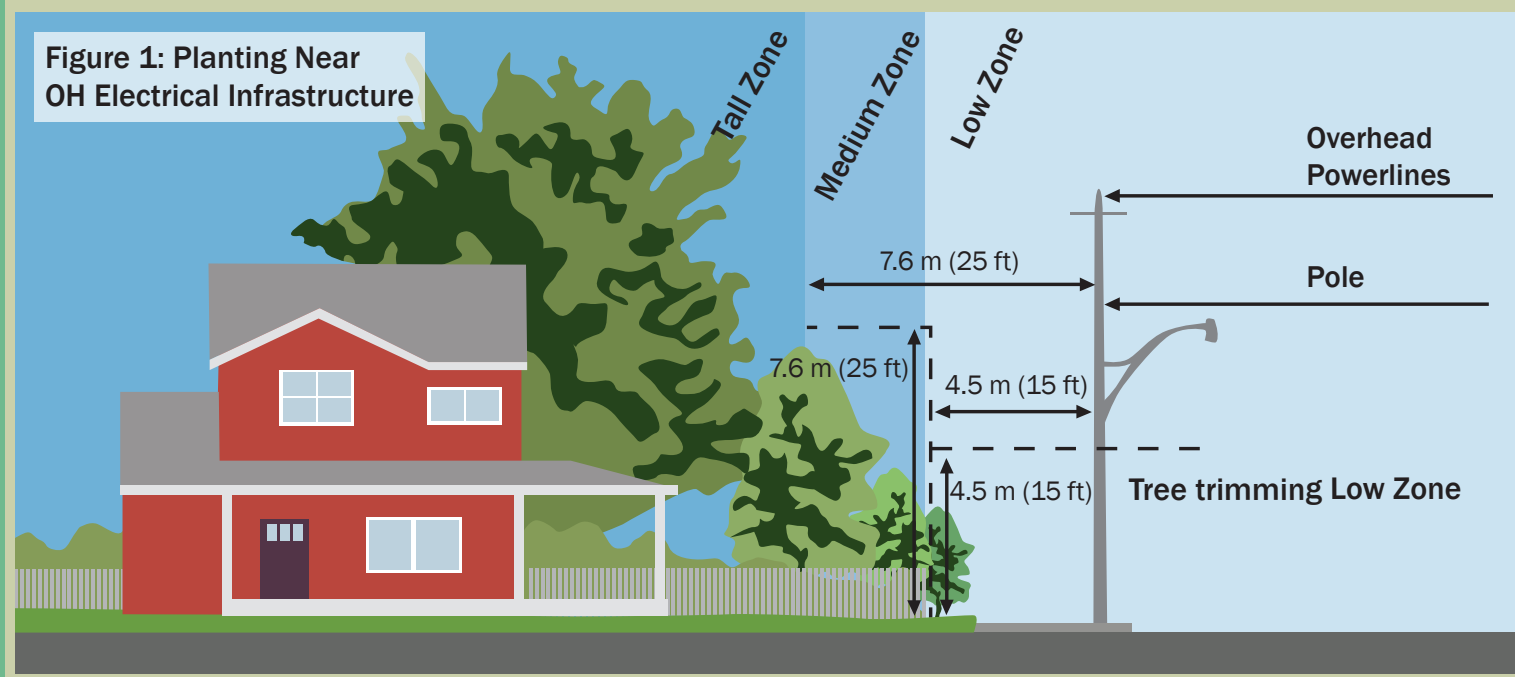 Figure 1: Planting Near
OH Electrical Infrastructure
Tall Zone
Medium Zone
Low Zone
Overhead
Powerlines
7.6 m (25 ft)
Pole
7.6 m (25 ft)
4.5 m (15 ft)
4.5 m (15 ft)
Tree trimming Low Zone